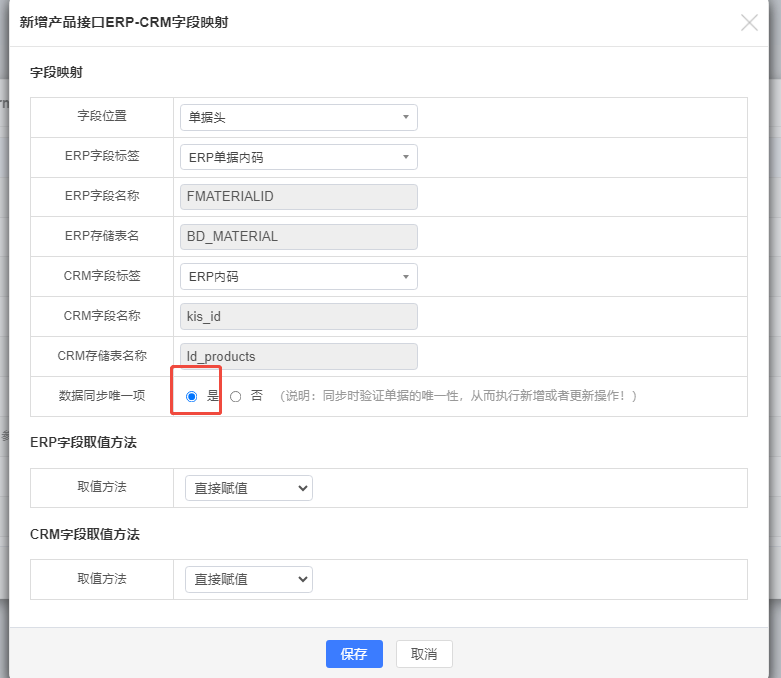 新增产品接口ERP-CRM字段映射
字段映射
字段位置 单据头
ERP字段标签 ERP单据内码
ERP字段名称 FMATERIALID
ERP存储表名 BD_MATERIAL
CRM字段标签 ERP内码
CRM字段名称 kis_id
CRM存储表名称 ld_products
数据同步唯一项 是 否 (说明：同步时验证单据的唯一性，从而执行新增或者更新操作！)
ERP字段取值方法
取值方法 直接赋值
CRM字段取值方法
取值方法 直接赋值
保存 取消